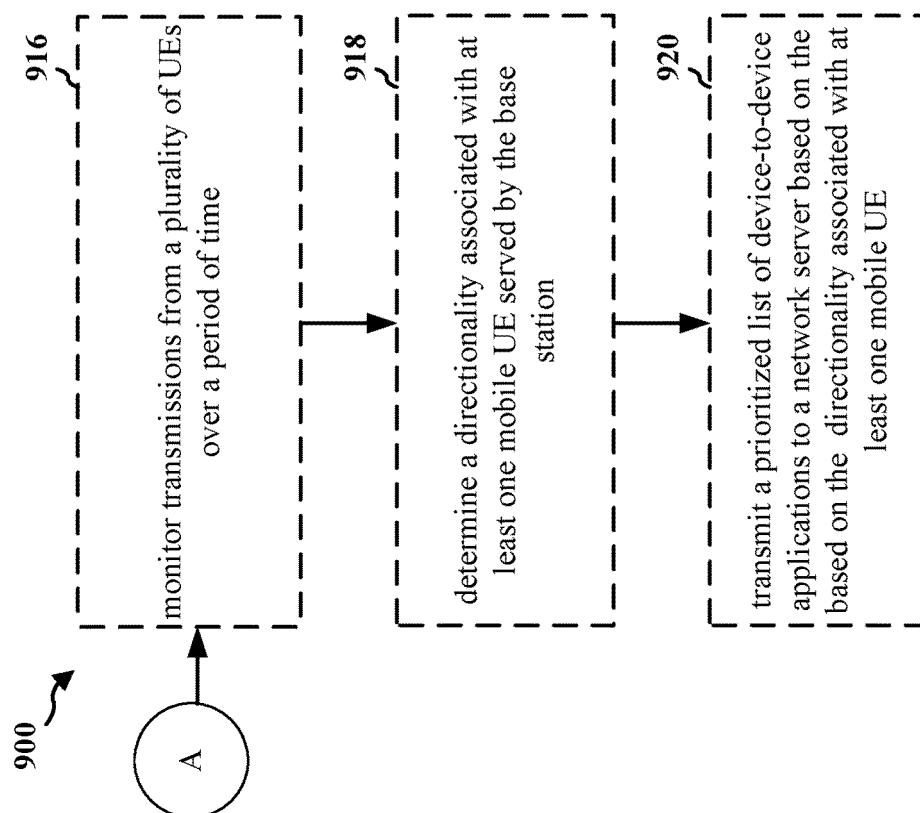 900
A
916
monitor transmissions from a plurality of UEs
over a period of time
918
determine a directionality associated with at
least one mobile UE served by the base
station
920
transmit a prioritized list of device-to-device
applications to a network server based on the
based on the directionality associated with at
least one mobile UE